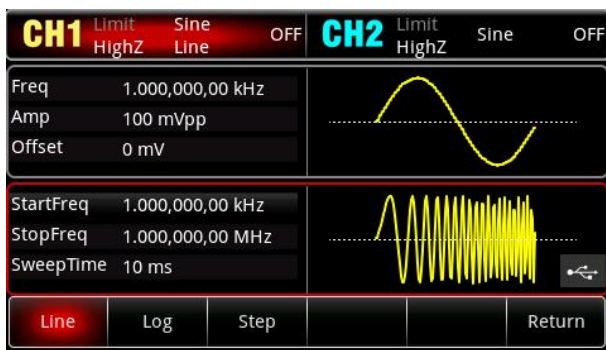 CH1 Limit Sine OFF CH2 Limit Sine OFF
HighZ Line HighZ
Freq 1.000,000,00 kHz
Amp 100 mVpp
Offset 0 mV
StartFreq 1.000,000,00 kHz
StopFreq 1.000,000,00 MHz
SweepTime 10 ms
Line Log Step Return